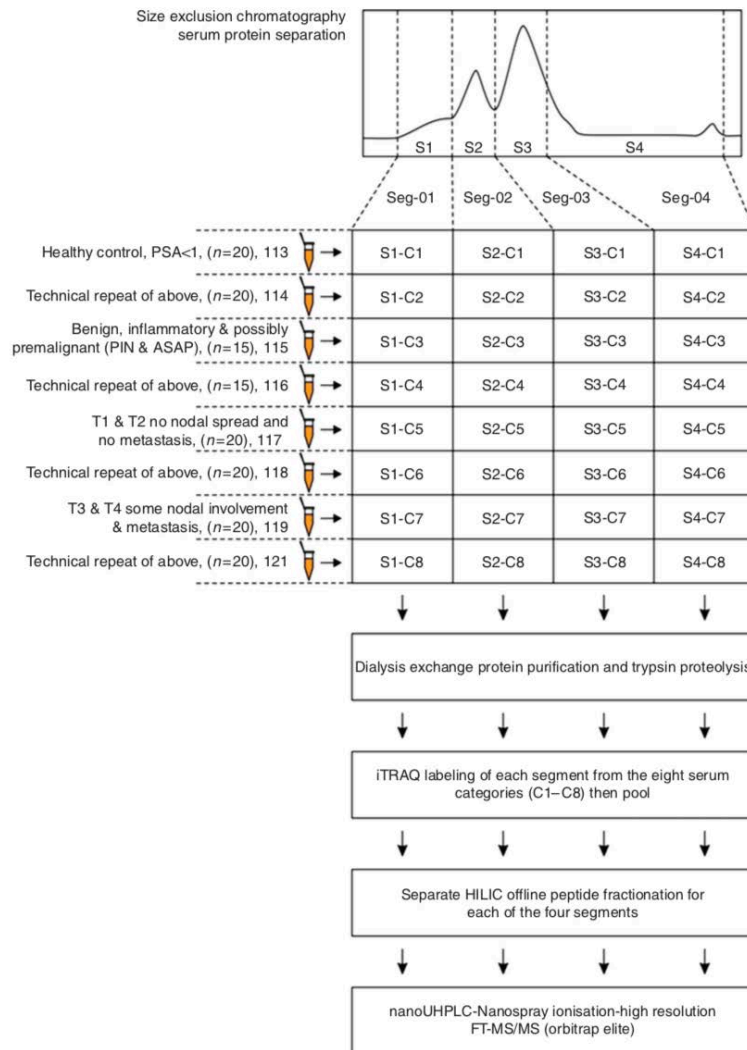 Size exclusion chromatography
serum protein separation
S1 S2 S3 S4
Seg-01 Seg-02 Seg-03 Seg-04
Healthy control, PSA<1, (n=20), 113 S1-C1 S2-C1 S3-C1 S4-C1
Technical repeat of above, (n=20), 114 S1-C2 S2-C2 S3-C2 S4-C2
Benign, inflammatory & possibly
premalignant (PIN & ASAP), (n=15), 115 S1-C3 S2-C3 S3-C3 S4-C3
Technical repeat of above, (n=15), 116 S1-C4 S2-C4 S3-C4 S4-C4
T1 & T2 no nodal spread and
no metastasis, (n=20), 117 S1-C5 S2-C5 S3-C5 S4-C5
Technical repeat of above, (n=20), 118 S1-C6 S2-C6 S3-C6 S4-C6
T3 & T4 some nodal involvement
& metastasis, (n=20), 119 S1-C7 S2-C7 S3-C7 S4-C7
Technical repeat of above, (n=20), 121 S1-C8 S2-C8 S3-C8 S4-C8
Dialysis exchange protein purification and trypsin proteolysis
iTRAQ labeling of each segment from the eight serum
categories (C1–C8) then pool
Separate HILIC offline peptide fractionation for
each of the four segments
nanoUHPLC-Nanospray ionisation-high resolution
FT-MS/MS (orbitrap elite)